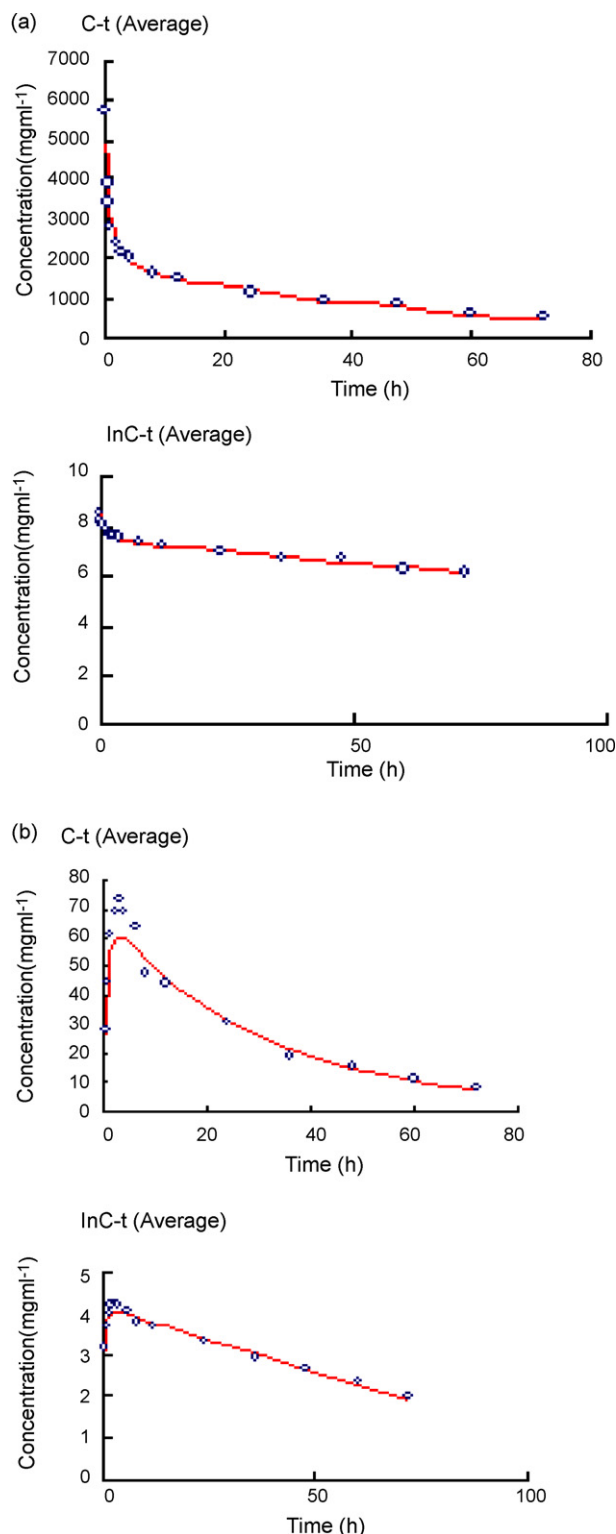 (a) C-t (Average)
7000
6000
5000
4000
3000
2000
1000
0
Concentration(mgml-1)
0 20 40 60 80
Time (h)
InC-t (Average)
10
8
6
4
2
0
Concentration(mgml-1)
0 50 100
Time (h)
(b) C-t (Average)
80
70
60
50
40
30
20
10
0
Concentration(mgml-1)
0 20 40 60 80
Time (h)
InC-t (Average)
5
4
3
2
1
0
Concentration(mgml-1)
0 50 100
Time (h)